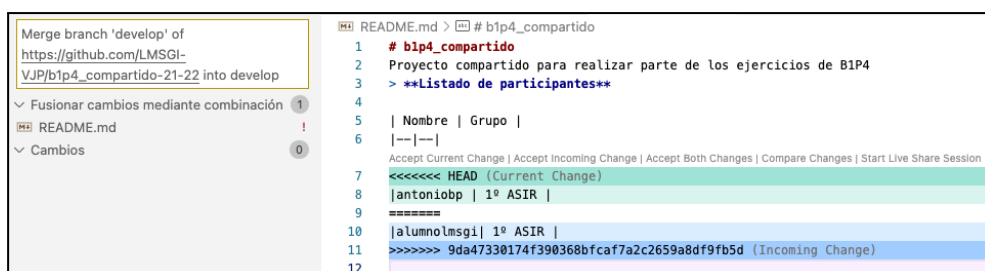 Merge branch 'develop' of
https://github.com/LMSGI-
VJP/b1p4_compartido-21-22 into develop
Fusionar cambios mediante combinación 1
README.md !
Cambios 0
README.md > # b1p4_compartido
1 # b1p4_compartido
2 Proyecto compartido para realizar parte de los ejercicios de B1P4
3 > **Listado de participantes**
4
5 | Nombre | Grupo |
6 |--|--|
Accept Current Change | Accept Incoming Change | Accept Both Changes | Compare Changes | Start Live Share Session
7 <<<<<<< HEAD (Current Change)
8 |antoniobp | 1º ASIR |
9 =======
10 |alumnolmsgi| 1º ASIR |
11 >>>>>>> 9da47330174f390368bfcaf7a2c2659a8df9fb5d (Incoming Change)
12